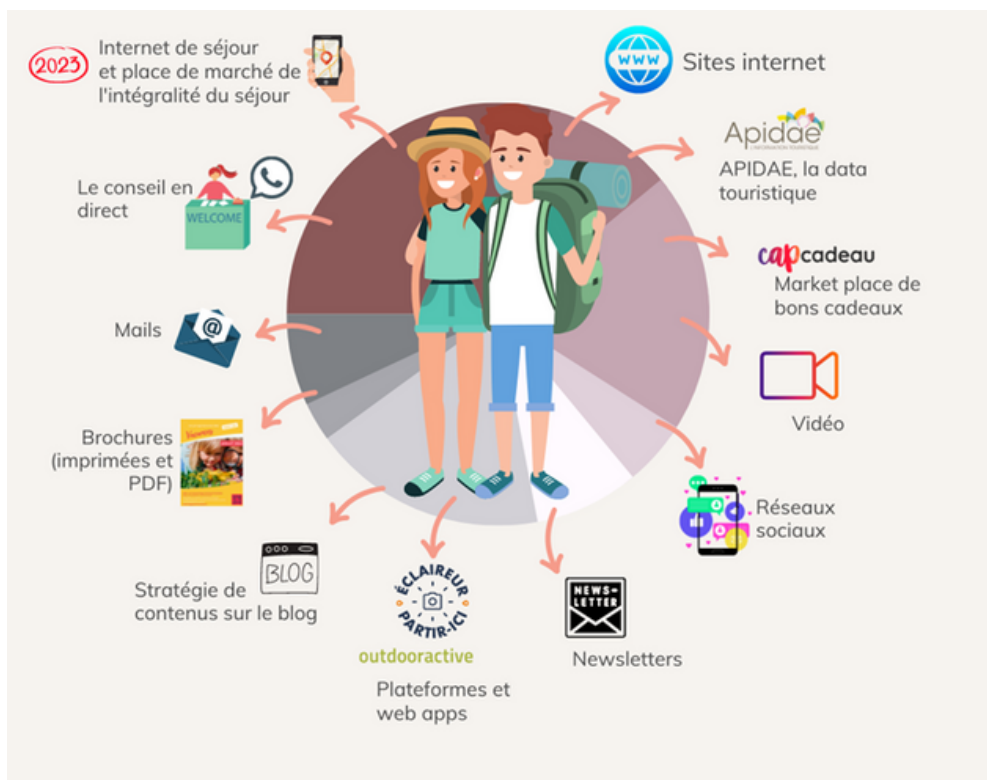 2023
Internet de séjour
et place de marché de
l'intégralité du séjour
WWW
Sites internet
Apidae
APIDAE, la data
touristique
capcadeau
Market place de
bons cadeaux
Vidéo
Réseaux
sociaux
NEWS-
LETTER
Newsletters
ÉCLAIREUR
PARTIR-ICI
outdooractive
Plateformes et
web apps
BLOG
Stratégie de
contenus sur le blog
Brochures
(imprimées et
PDF)
@
Mails
WELCOME
Le conseil en
direct